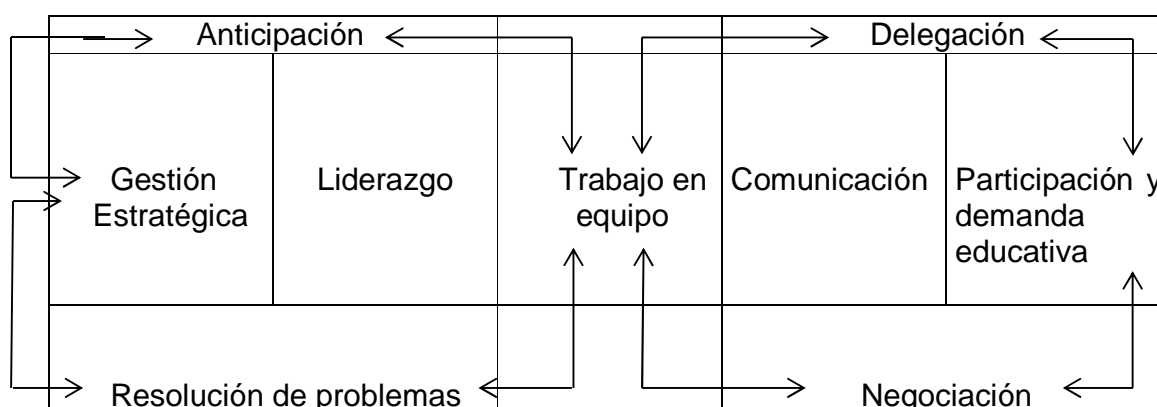 Anticipación
Delegación
Gestión
Estratégica
Liderazgo
Trabajo en
equipo
Comunicación
Participación y
demanda
educativa
Resolución de problemas
Negociación